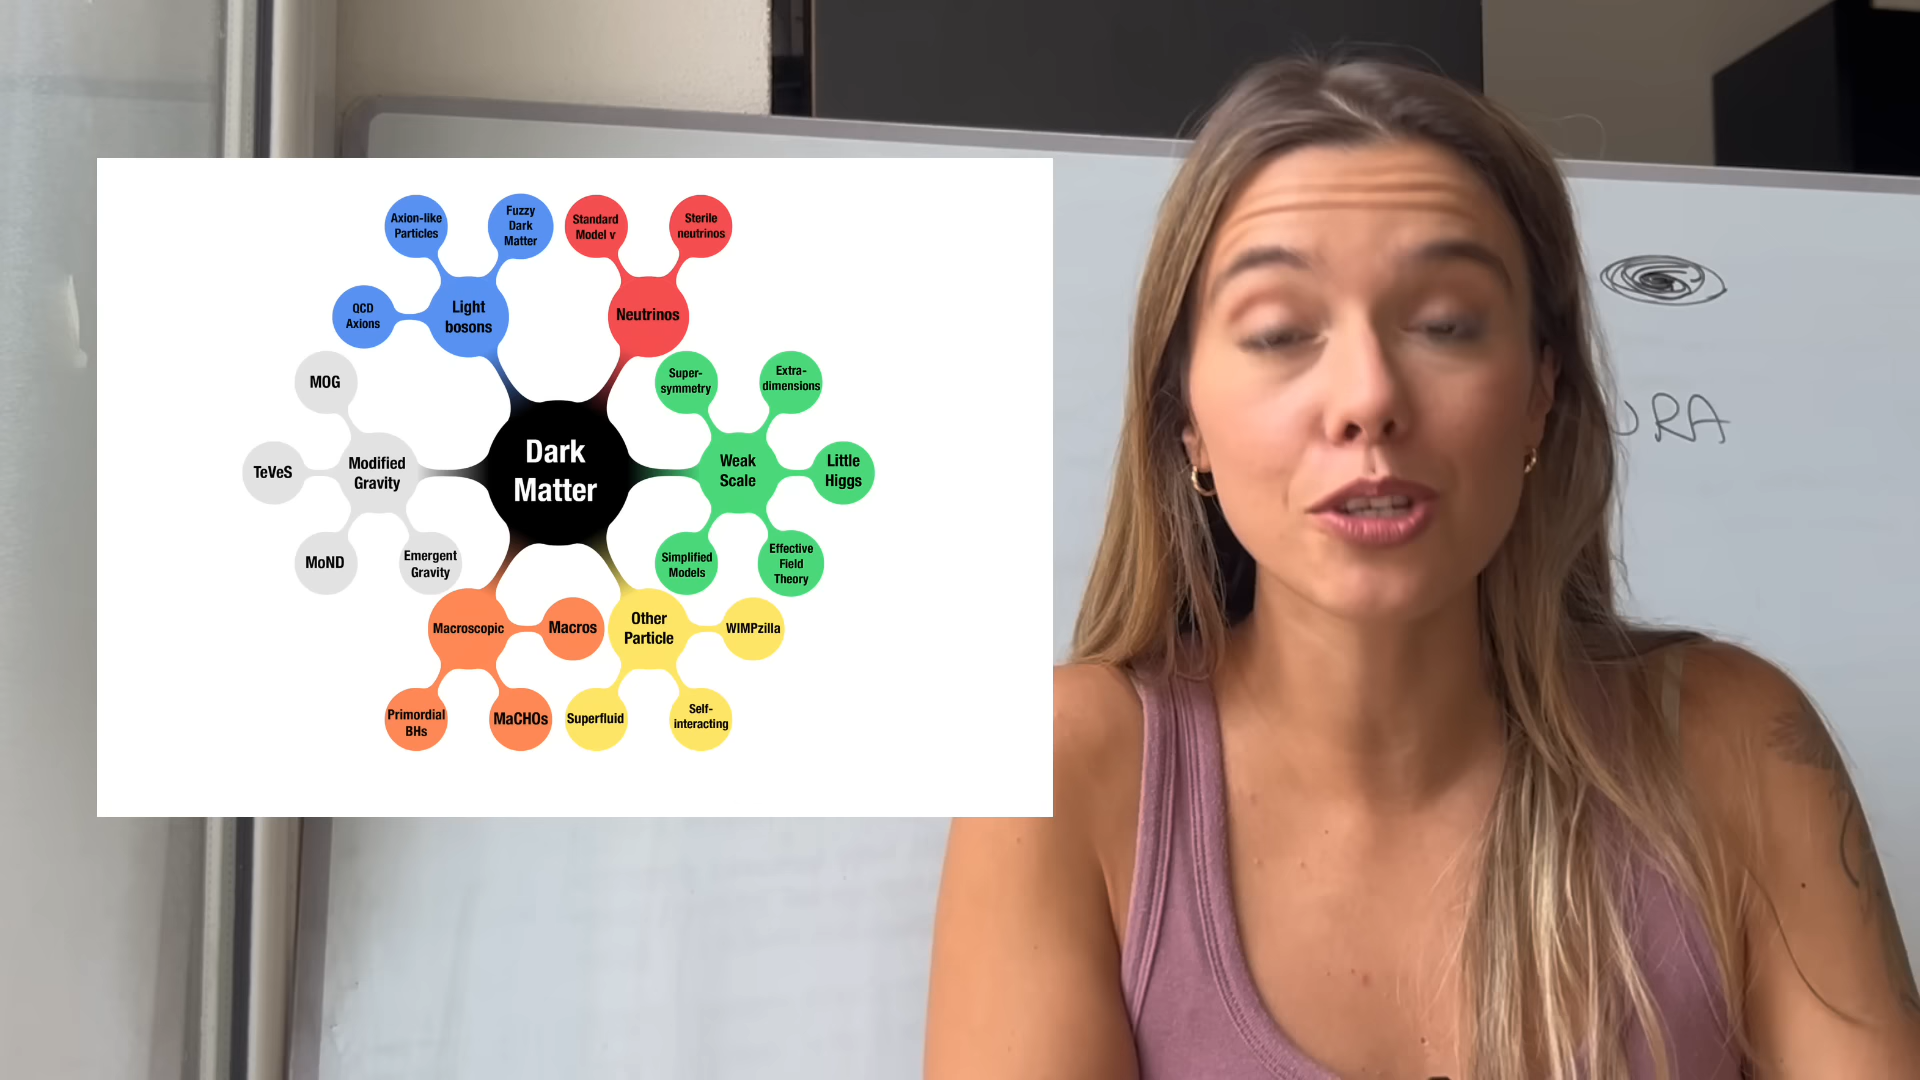 Axion-like
Particles
Fuzzy
Dark
Matter
Standard
Model v
Sterile
neutrinos
QCD
Axions
Light
bosons
Neutrinos
MOG
Super-
symmetry
Extra-
dimensions
TeVeS
Modified
Gravity
Dark
Matter
Weak
Scale
Little
Higgs
MoND
Emergent
Gravity
Simplified
Models
Effective
Field
Theory
Macroscopic
Macros
Other
Particle
WIMPzilla
Primordial
BHs
MaCHOs
Superfluid
Self-
interacting
URA